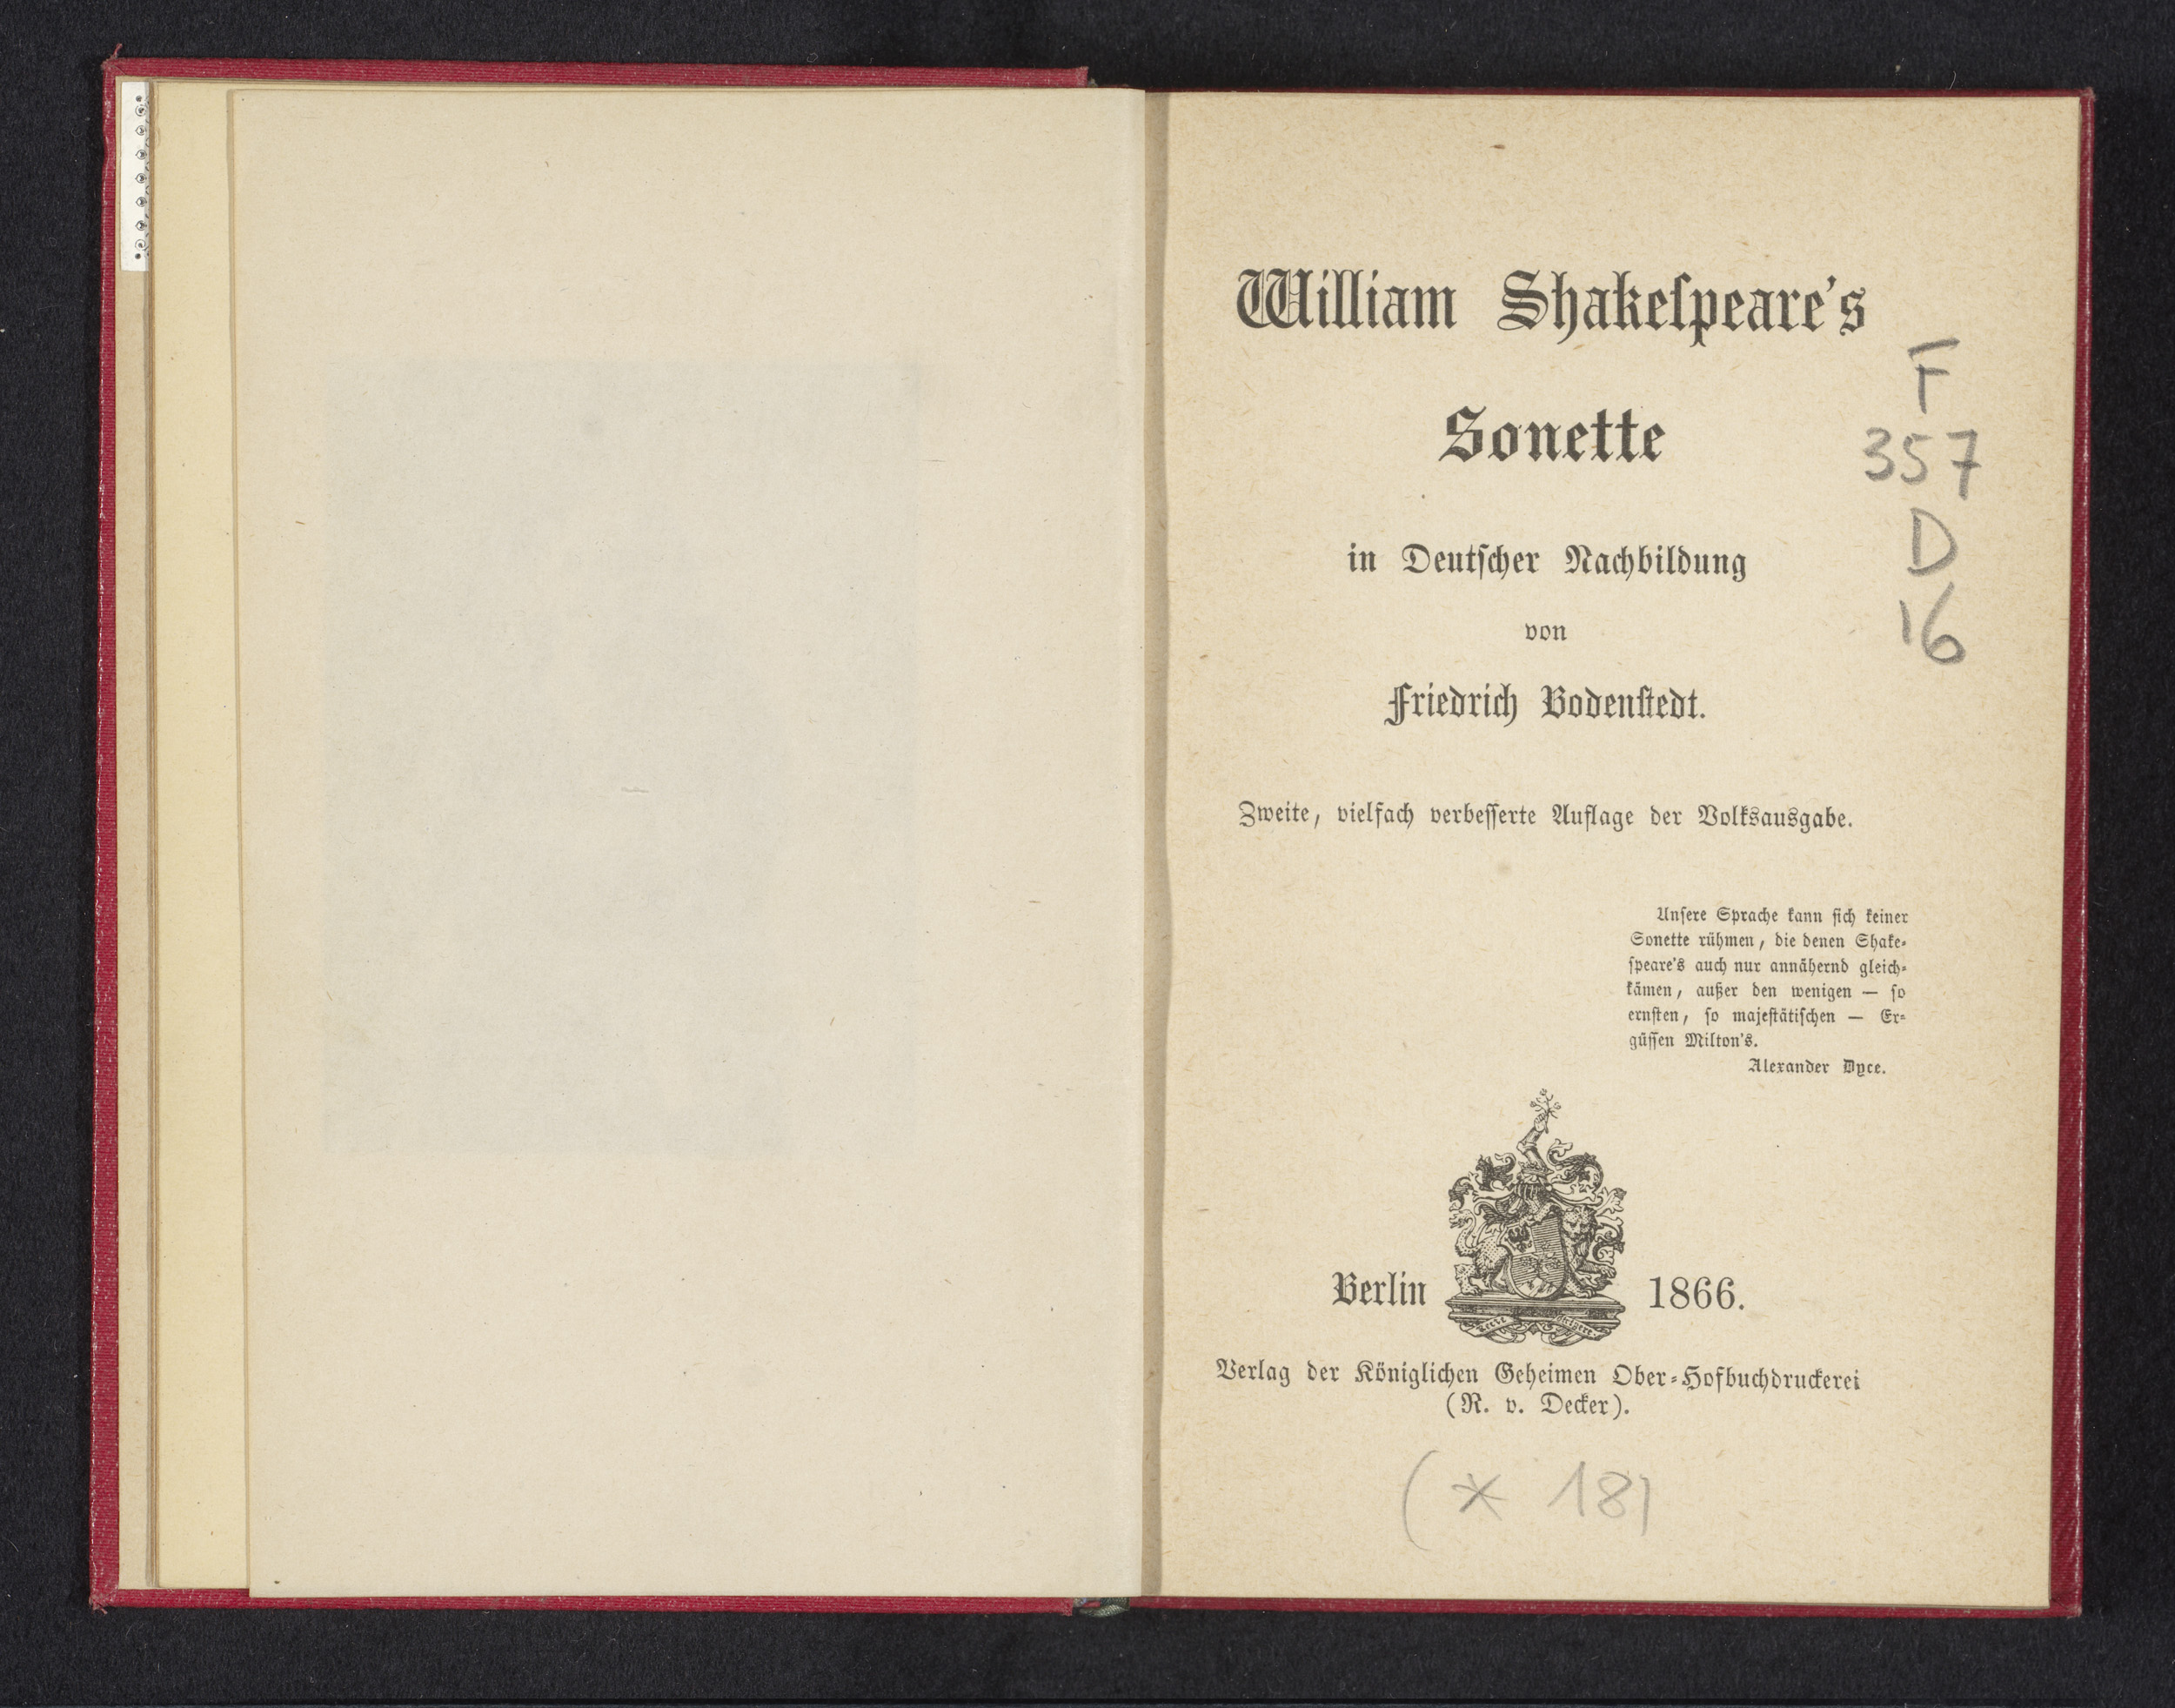 William Shakeſpeare's
Sonette
in Deutſcher Nachbildung
von
Friedrich Bodenſtedt.
Zweite, vielfach verbeſſerte Auflage der Volksausgabe.
Unſere Sprache kann ſich keiner
Sonette rühmen, die denen Shake-
ſpeare's auch nur annähernd gleich-
kämen, außer den wenigen — ſo
ernſten, ſo majeſtätiſchen — Er-
güſſen Milton's.
Alexander Dyce.
Berlin 1866.
Verlag der Königlichen Geheimen Ober-Hofbuchdruckerei
(R. v. Decker).
F
357
D
16
(* 18)